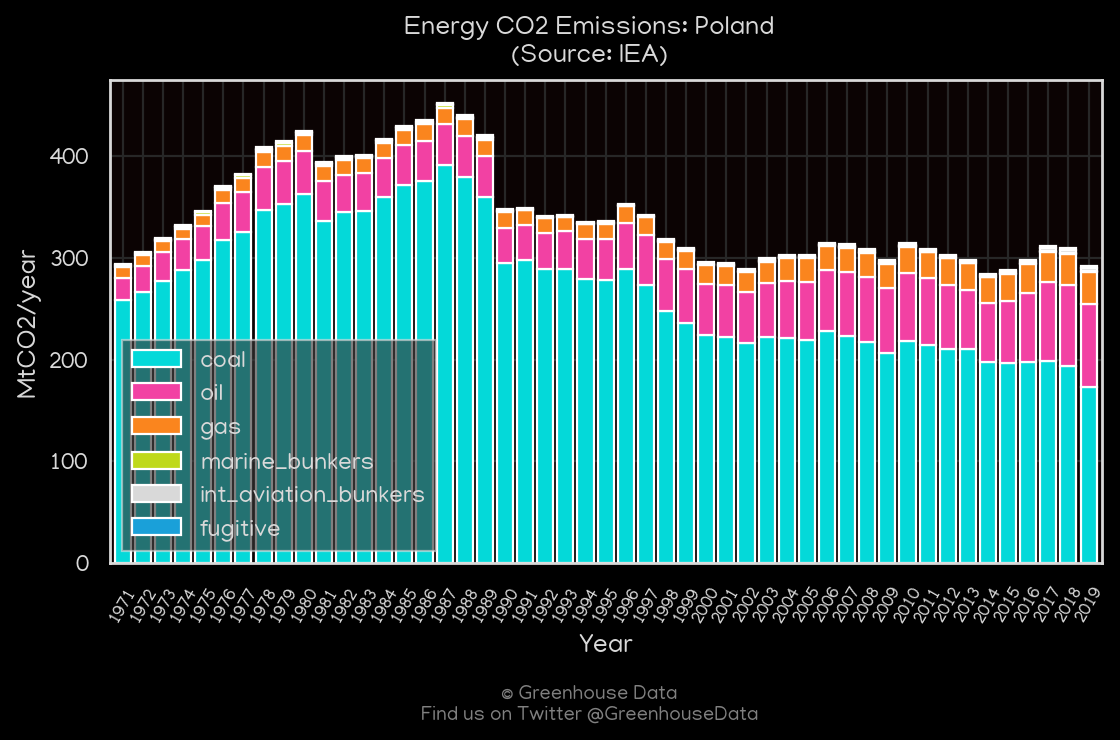 Energy CO2 Emissions: Poland
(Source: IEA)
MtCO2/year
400
300
200
100
0
coal
oil
gas
marine_bunkers
int_aviation_bunkers
fugitive
1971 1972 1973 1974 1975 1976 1977 1978 1979 1980 1981 1982 1983 1984 1985 1986 1987 1988 1989 1990 1991 1992 1993 1994 1995 1996 1997 1998 1999 2000 2001 2002 2003 2004 2005 2006 2007 2008 2009 2010 2011 2012 2013 2014 2015 2016 2017 2018 2019
Year
© Greenhouse Data
Find us on Twitter @GreenhouseData